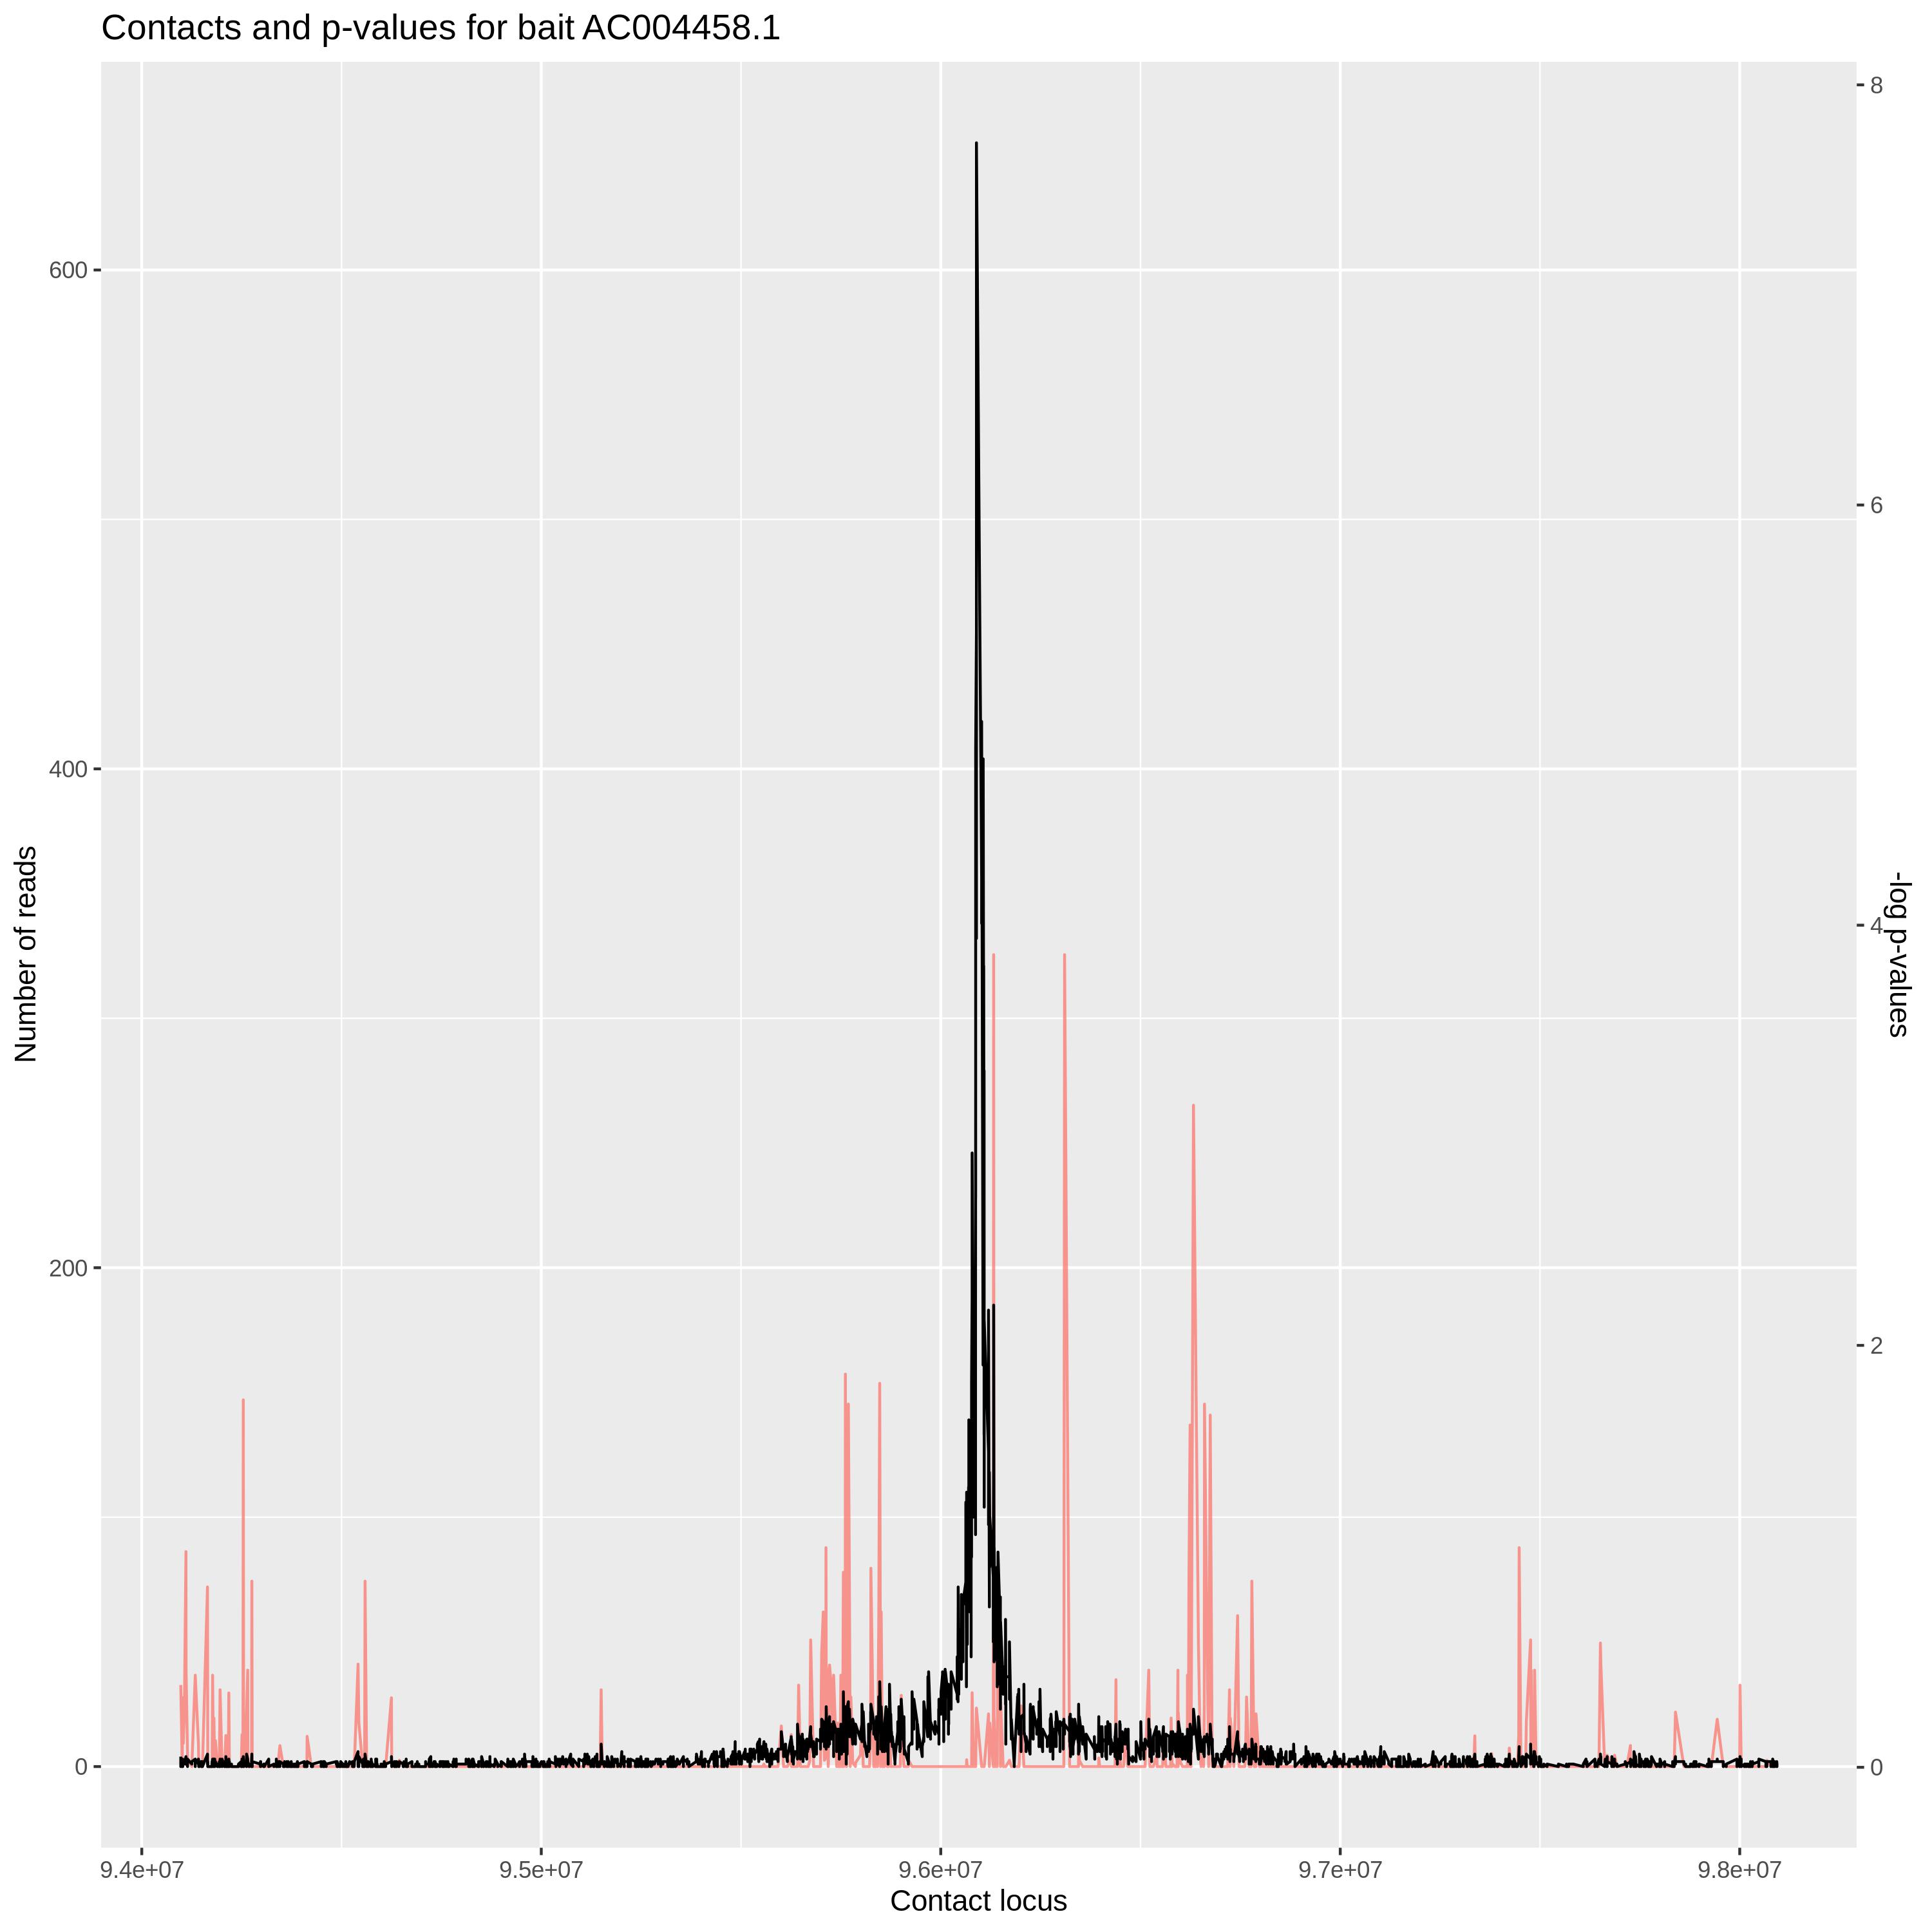 Contacts and p-values for bait AC004458.1
8
600
6
400
Number of reads
4
-log p-values
200
2
0
0
9.4e+07
9.5e+07
9.6e+07
9.7e+07
9.8e+07
Contact locus